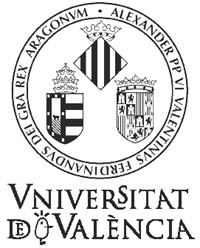 ALEXANDER PP VI VALENTINVS FERDINANDVS DEI GRA REX ARAGONVM
VNIVERSITAT
DE VALÈNCIA